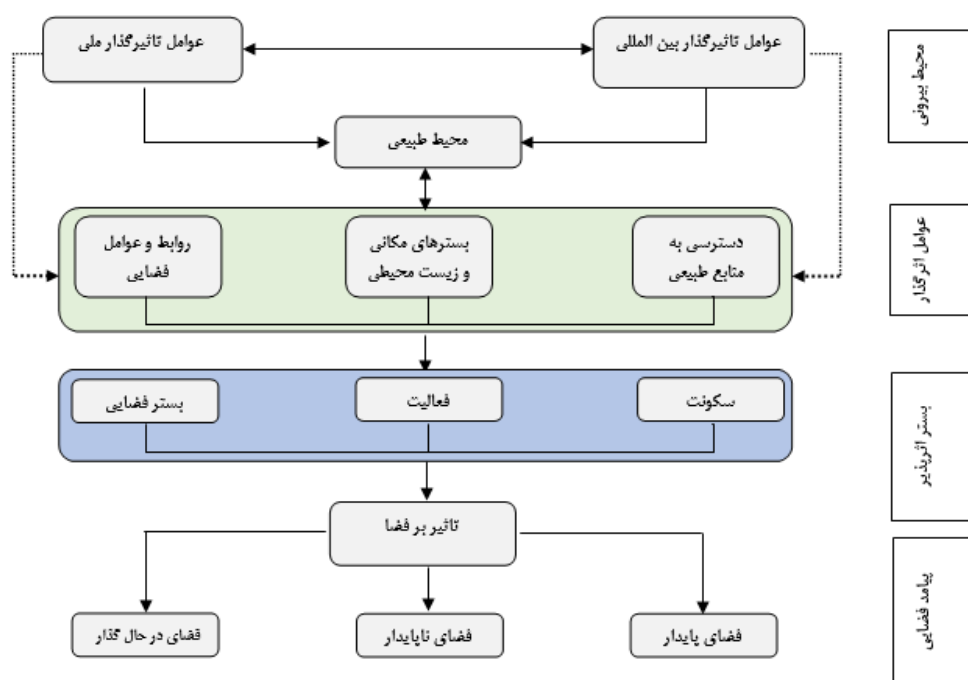 عوامل تاثیرگذار بین المللی
عوامل تاثیرگذار ملی
محیط بیرونی
محیط طبیعی
دسترسی به
منابع طبیعی
بسترهای مکانی
و زیست محیطی
روابط و عوامل
فضایی
عوامل اثرگذار
سکونت
فعالیت
بستر فضایی
بستر اثرپذیر
تاثیر بر فضا
فضای پایدار
فضای ناپایدار
فضای در حال گذار
پیامد فضایی